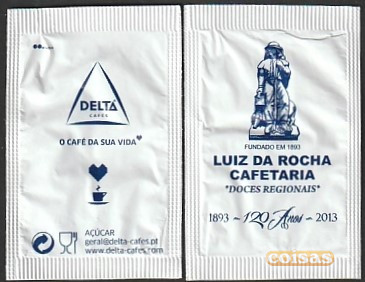 DELTA
CAFÉS
O CAFÉ DA SUA VIDA
AÇÚCAR
geral@delta-cafes.pt
www.delta-cafes.com
FUNDADO EM 1893
LUIZ DA ROCHA
CAFETARIA
"DOCES REGIONAIS"
1893 ~ 120 Anos ~ 2013
coisas